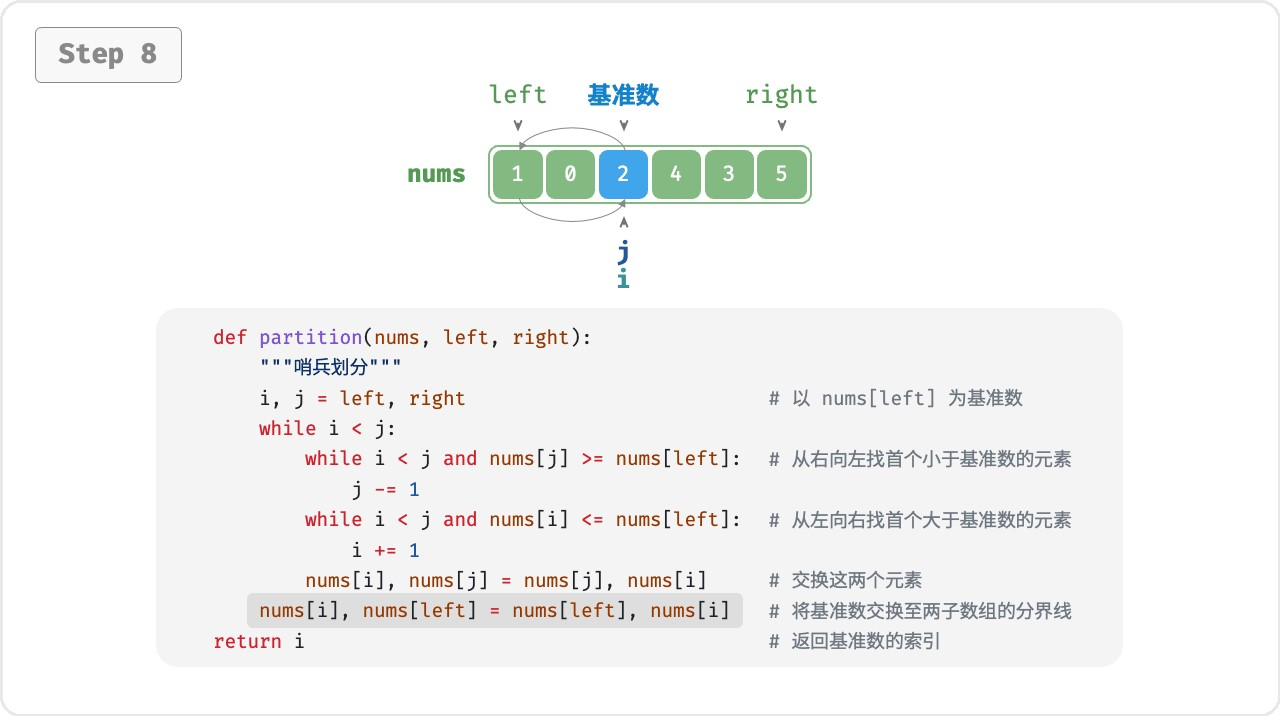 Step 8
left 基准数 right
nums 1 0 2 4 3 5
j
i
def partition(nums, left, right):
    """哨兵划分"""
    i, j = left, right # 以 nums[left] 为基准数
    while i < j:
        while i < j and nums[j] >= nums[left]: # 从右向左找首个小于基准数的元素
            j -= 1
        while i < j and nums[i] <= nums[left]: # 从左向右找首个大于基准数的元素
            i += 1
        nums[i], nums[j] = nums[j], nums[i] # 交换这两个元素
    nums[i], nums[left] = nums[left], nums[i] # 将基准数交换至两子数组的分界线
return i # 返回基准数的索引